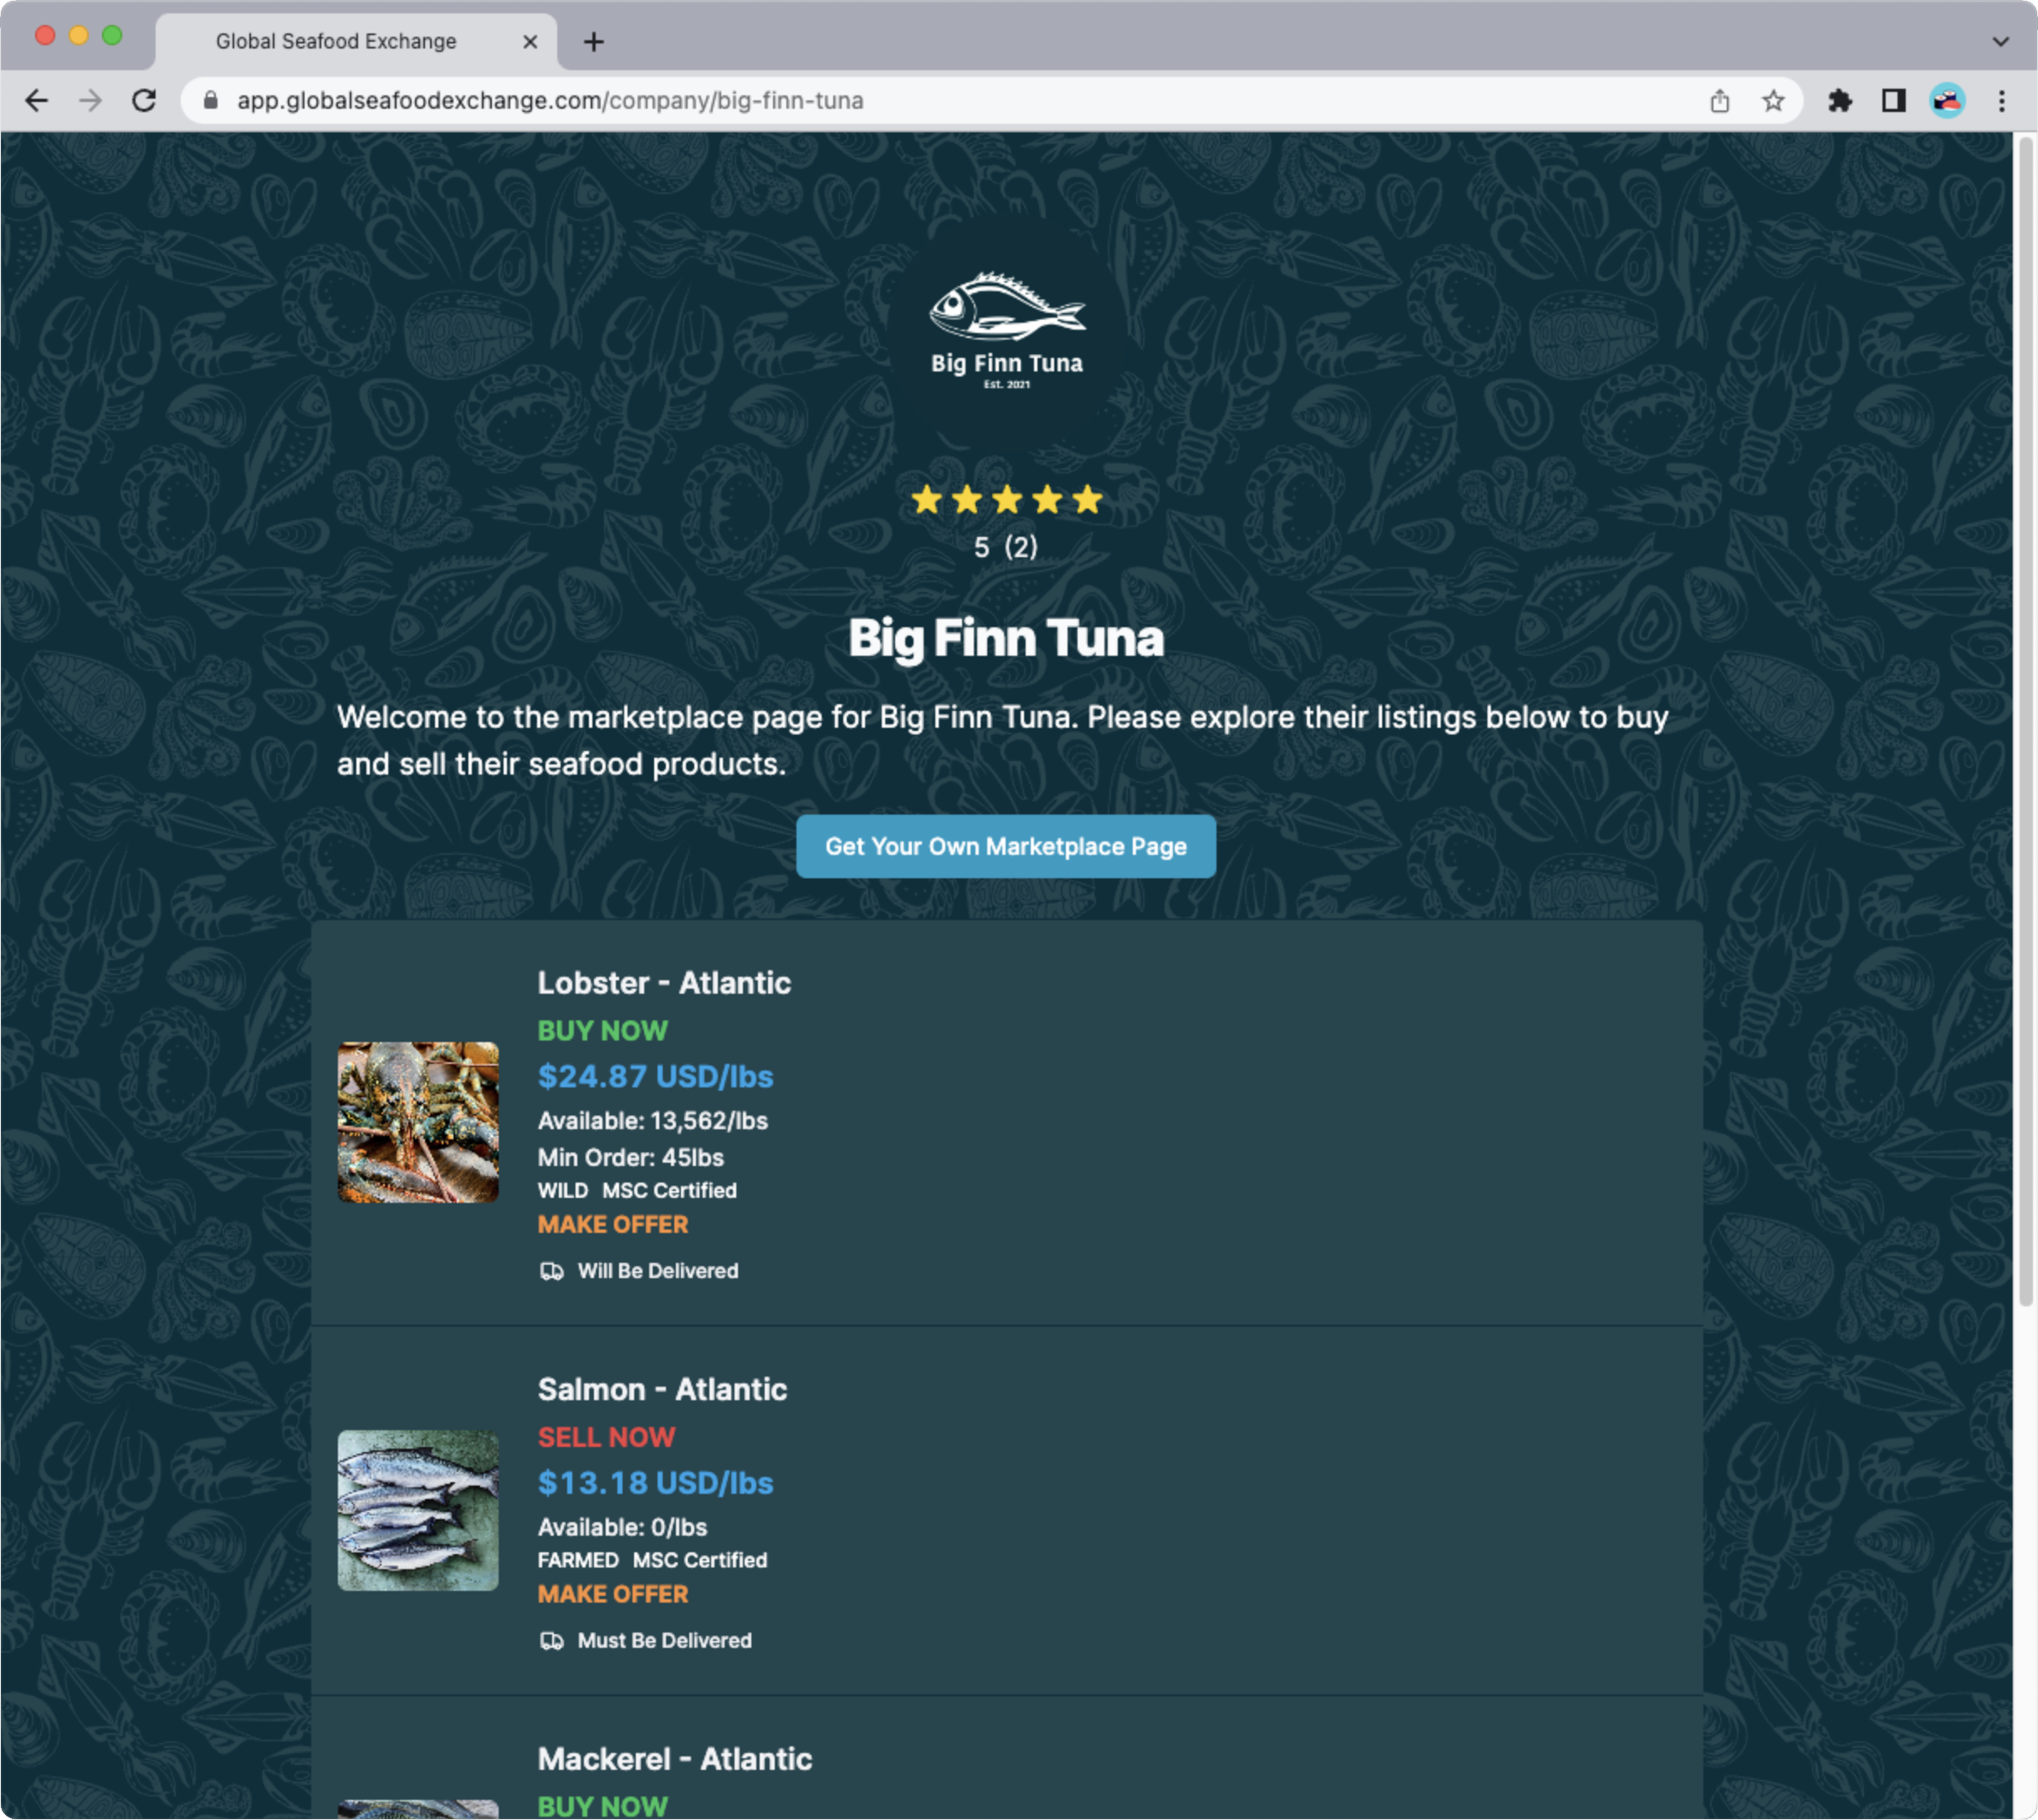 Global Seafood Exchange
app.globalseafoodexchange.com/company/big-finn-tuna
Big Finn Tuna
Est. 2021
5 (2)
Big Finn Tuna
Welcome to the marketplace page for Big Finn Tuna. Please explore their listings below to buy
and sell their seafood products.
Get Your Own Marketplace Page
Lobster - Atlantic
BUY NOW
$24.87 USD/lbs
Available: 13,562/lbs
Min Order: 45lbs
WILD MSC Certified
MAKE OFFER
Will Be Delivered
Salmon - Atlantic
SELL NOW
$13.18 USD/lbs
Available: 0/lbs
FARMED MSC Certified
MAKE OFFER
Must Be Delivered
Mackerel - Atlantic
BUY NOW